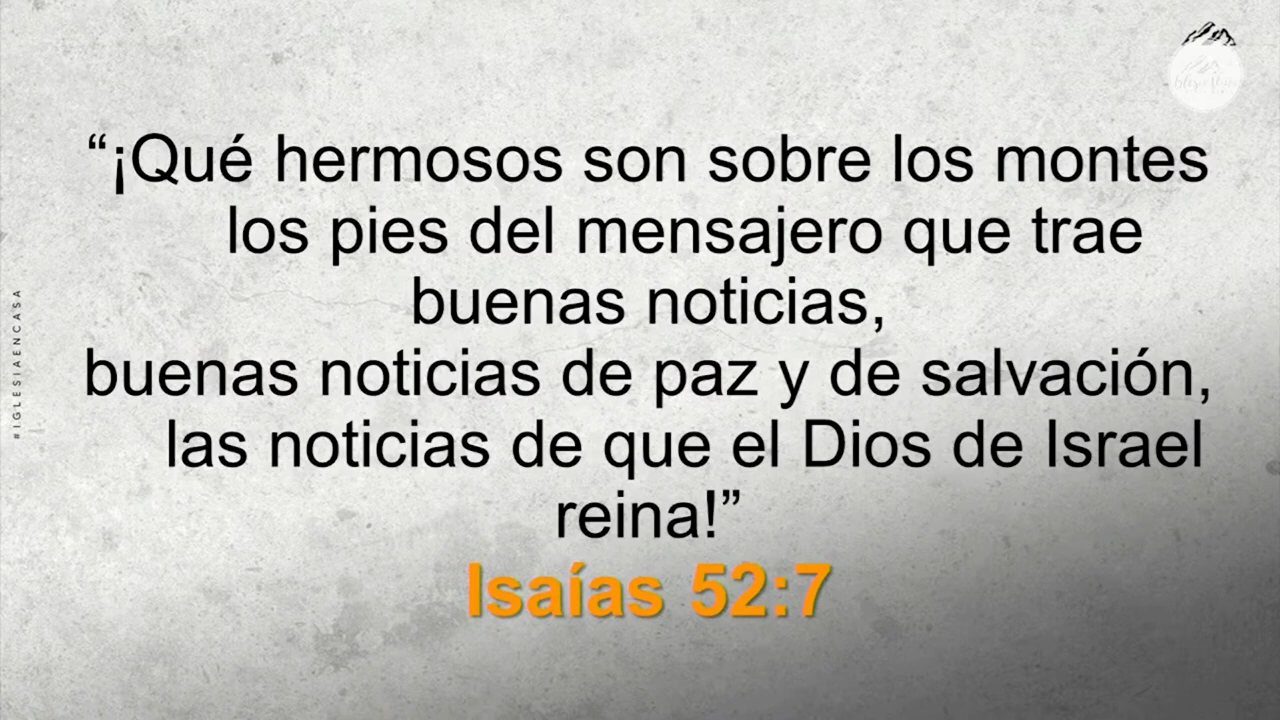 “¡Qué hermosos son sobre los montes
los pies del mensajero que trae
buenas noticias,
buenas noticias de paz y de salvación,
las noticias de que el Dios de Israel
reina!”
Isaías 52:7
#IGLESIAENCASA